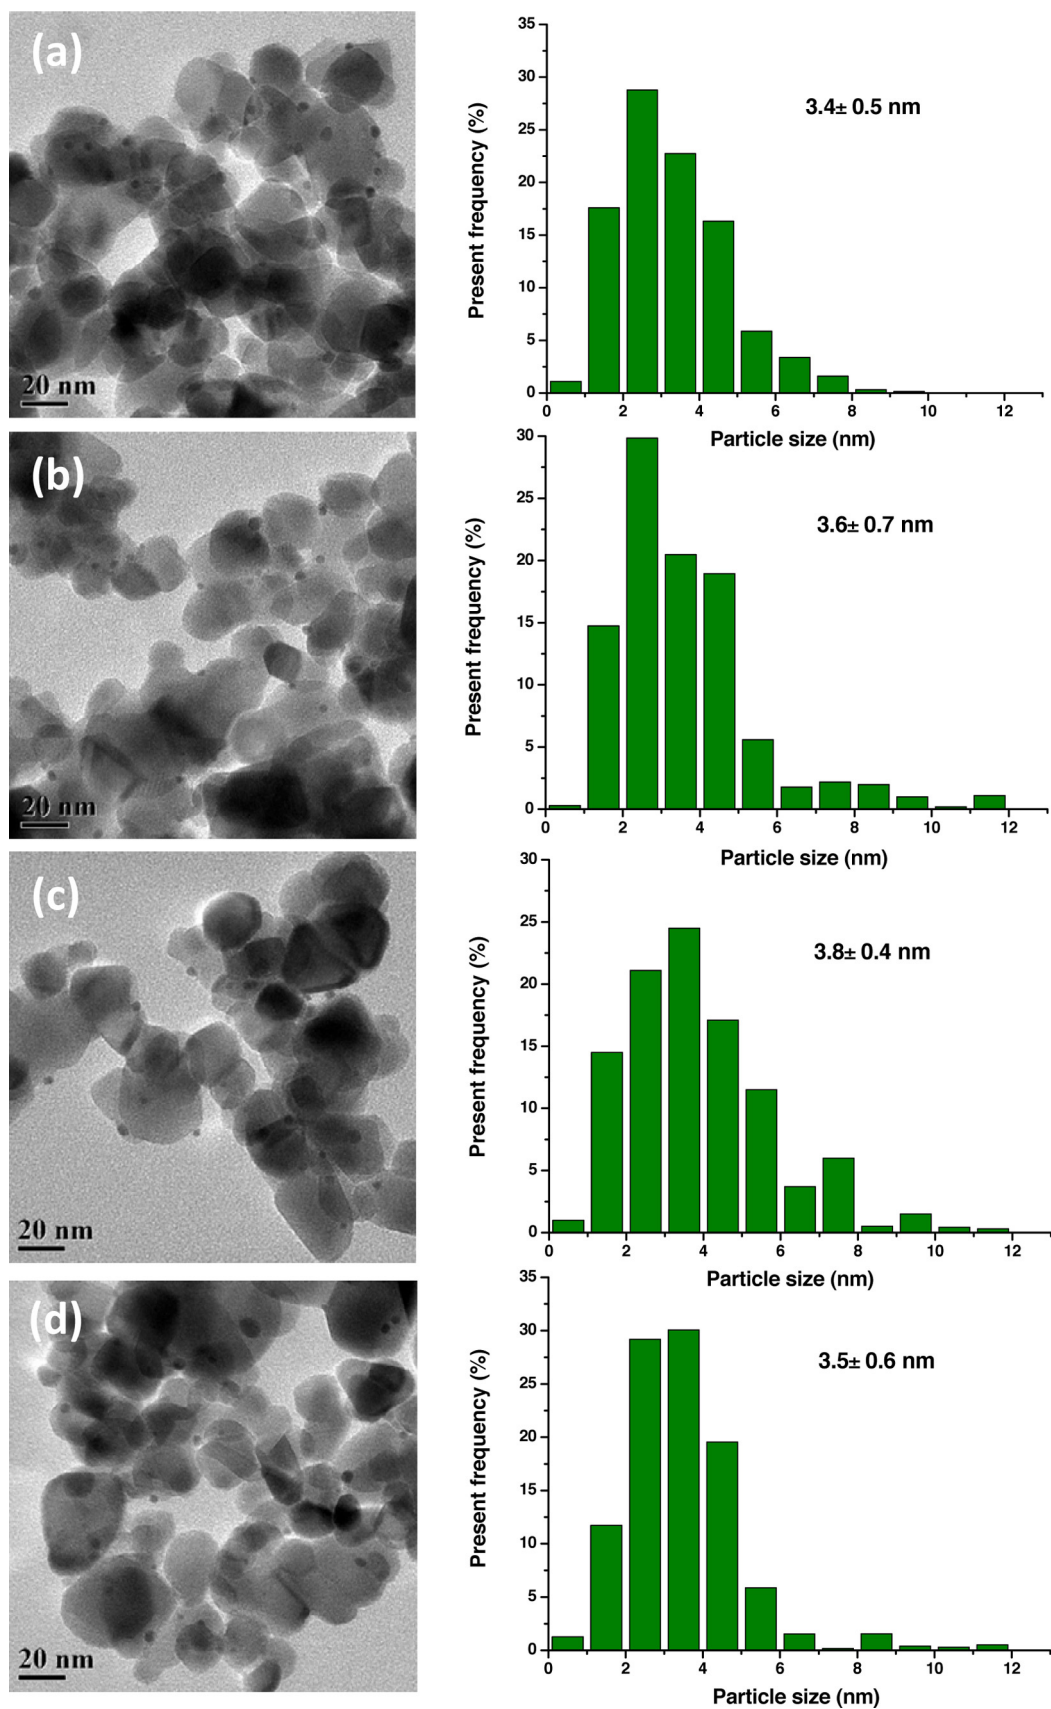 (a)
20 nm
35
30
25
20
15
10
5
0
Present frequency (%)
3.4± 0.5 nm
0 2 4 6 8 10 12
Particle size (nm)
(b)
20 nm
30
25
20
15
10
5
0
Present frequency (%)
3.6± 0.7 nm
0 2 4 6 8 10 12
Particle size (nm)
(c)
20 nm
30
25
20
15
10
5
0
Present frequency (%)
3.8± 0.4 nm
0 2 4 6 8 10 12
Particle size (nm)
(d)
20 nm
35
30
25
20
15
10
5
0
Present frequency (%)
3.5± 0.6 nm
0 2 4 6 8 10 12
Particle size (nm)